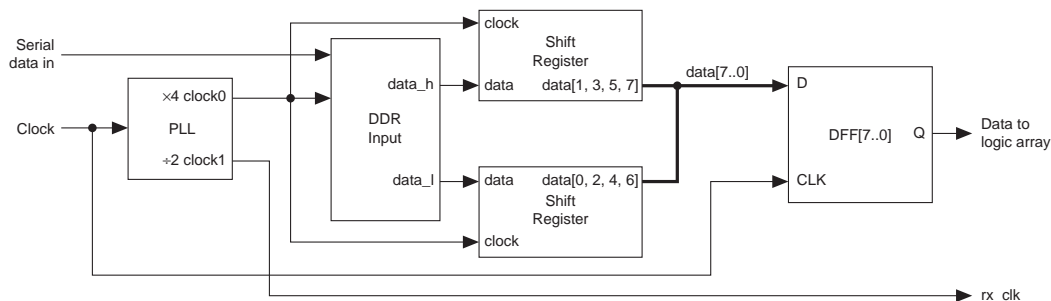 clock
Shift
Register
data
data[1, 3, 5, 7]
Serial
data in
data_h
data[7..0]
D
×4 clock0
DDR
Input
Clock
PLL
DFF[7..0]
Q
Data to
logic array
÷2 clock1
data_l
data
data[0, 2, 4, 6]
CLK
Shift
Register
clock
rx clk